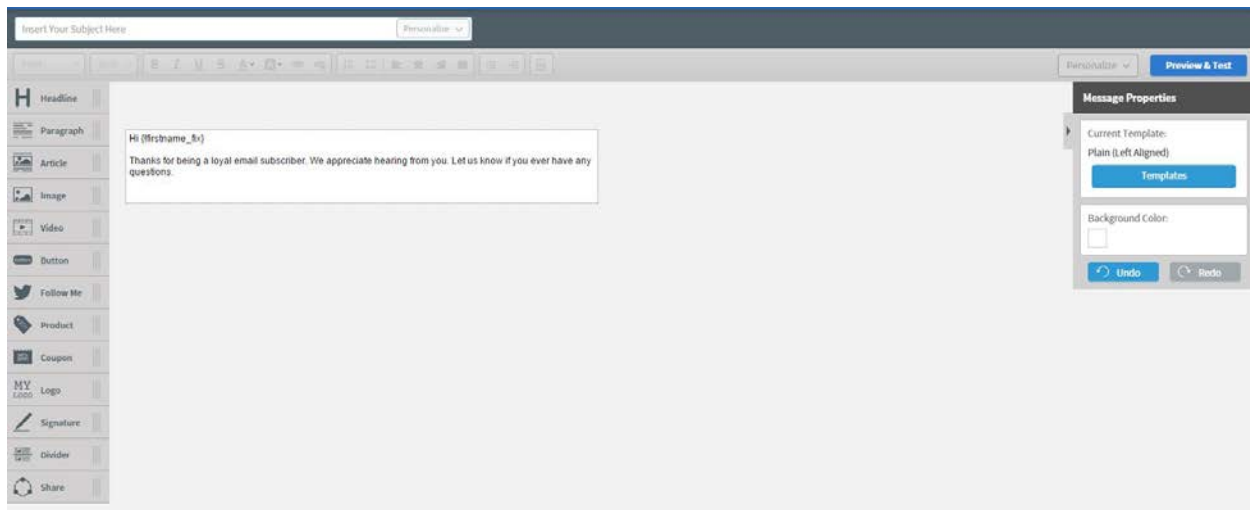 Insert Your Subject Here
Personalize
B I U S A
Personalize
Preview & Test
Headline
Paragraph
Article
Image
Video
Button
Follow Me
Product
Coupon
MY LOGO Logo
Signature
Divider
Share
Hi {!firstname_fix}
Thanks for being a loyal email subscriber. We appreciate hearing from you. Let us know if you ever have any
questions.
Message Properties
Current Template:
Plain (Left Aligned)
Templates
Background Color:
Undo
Redo